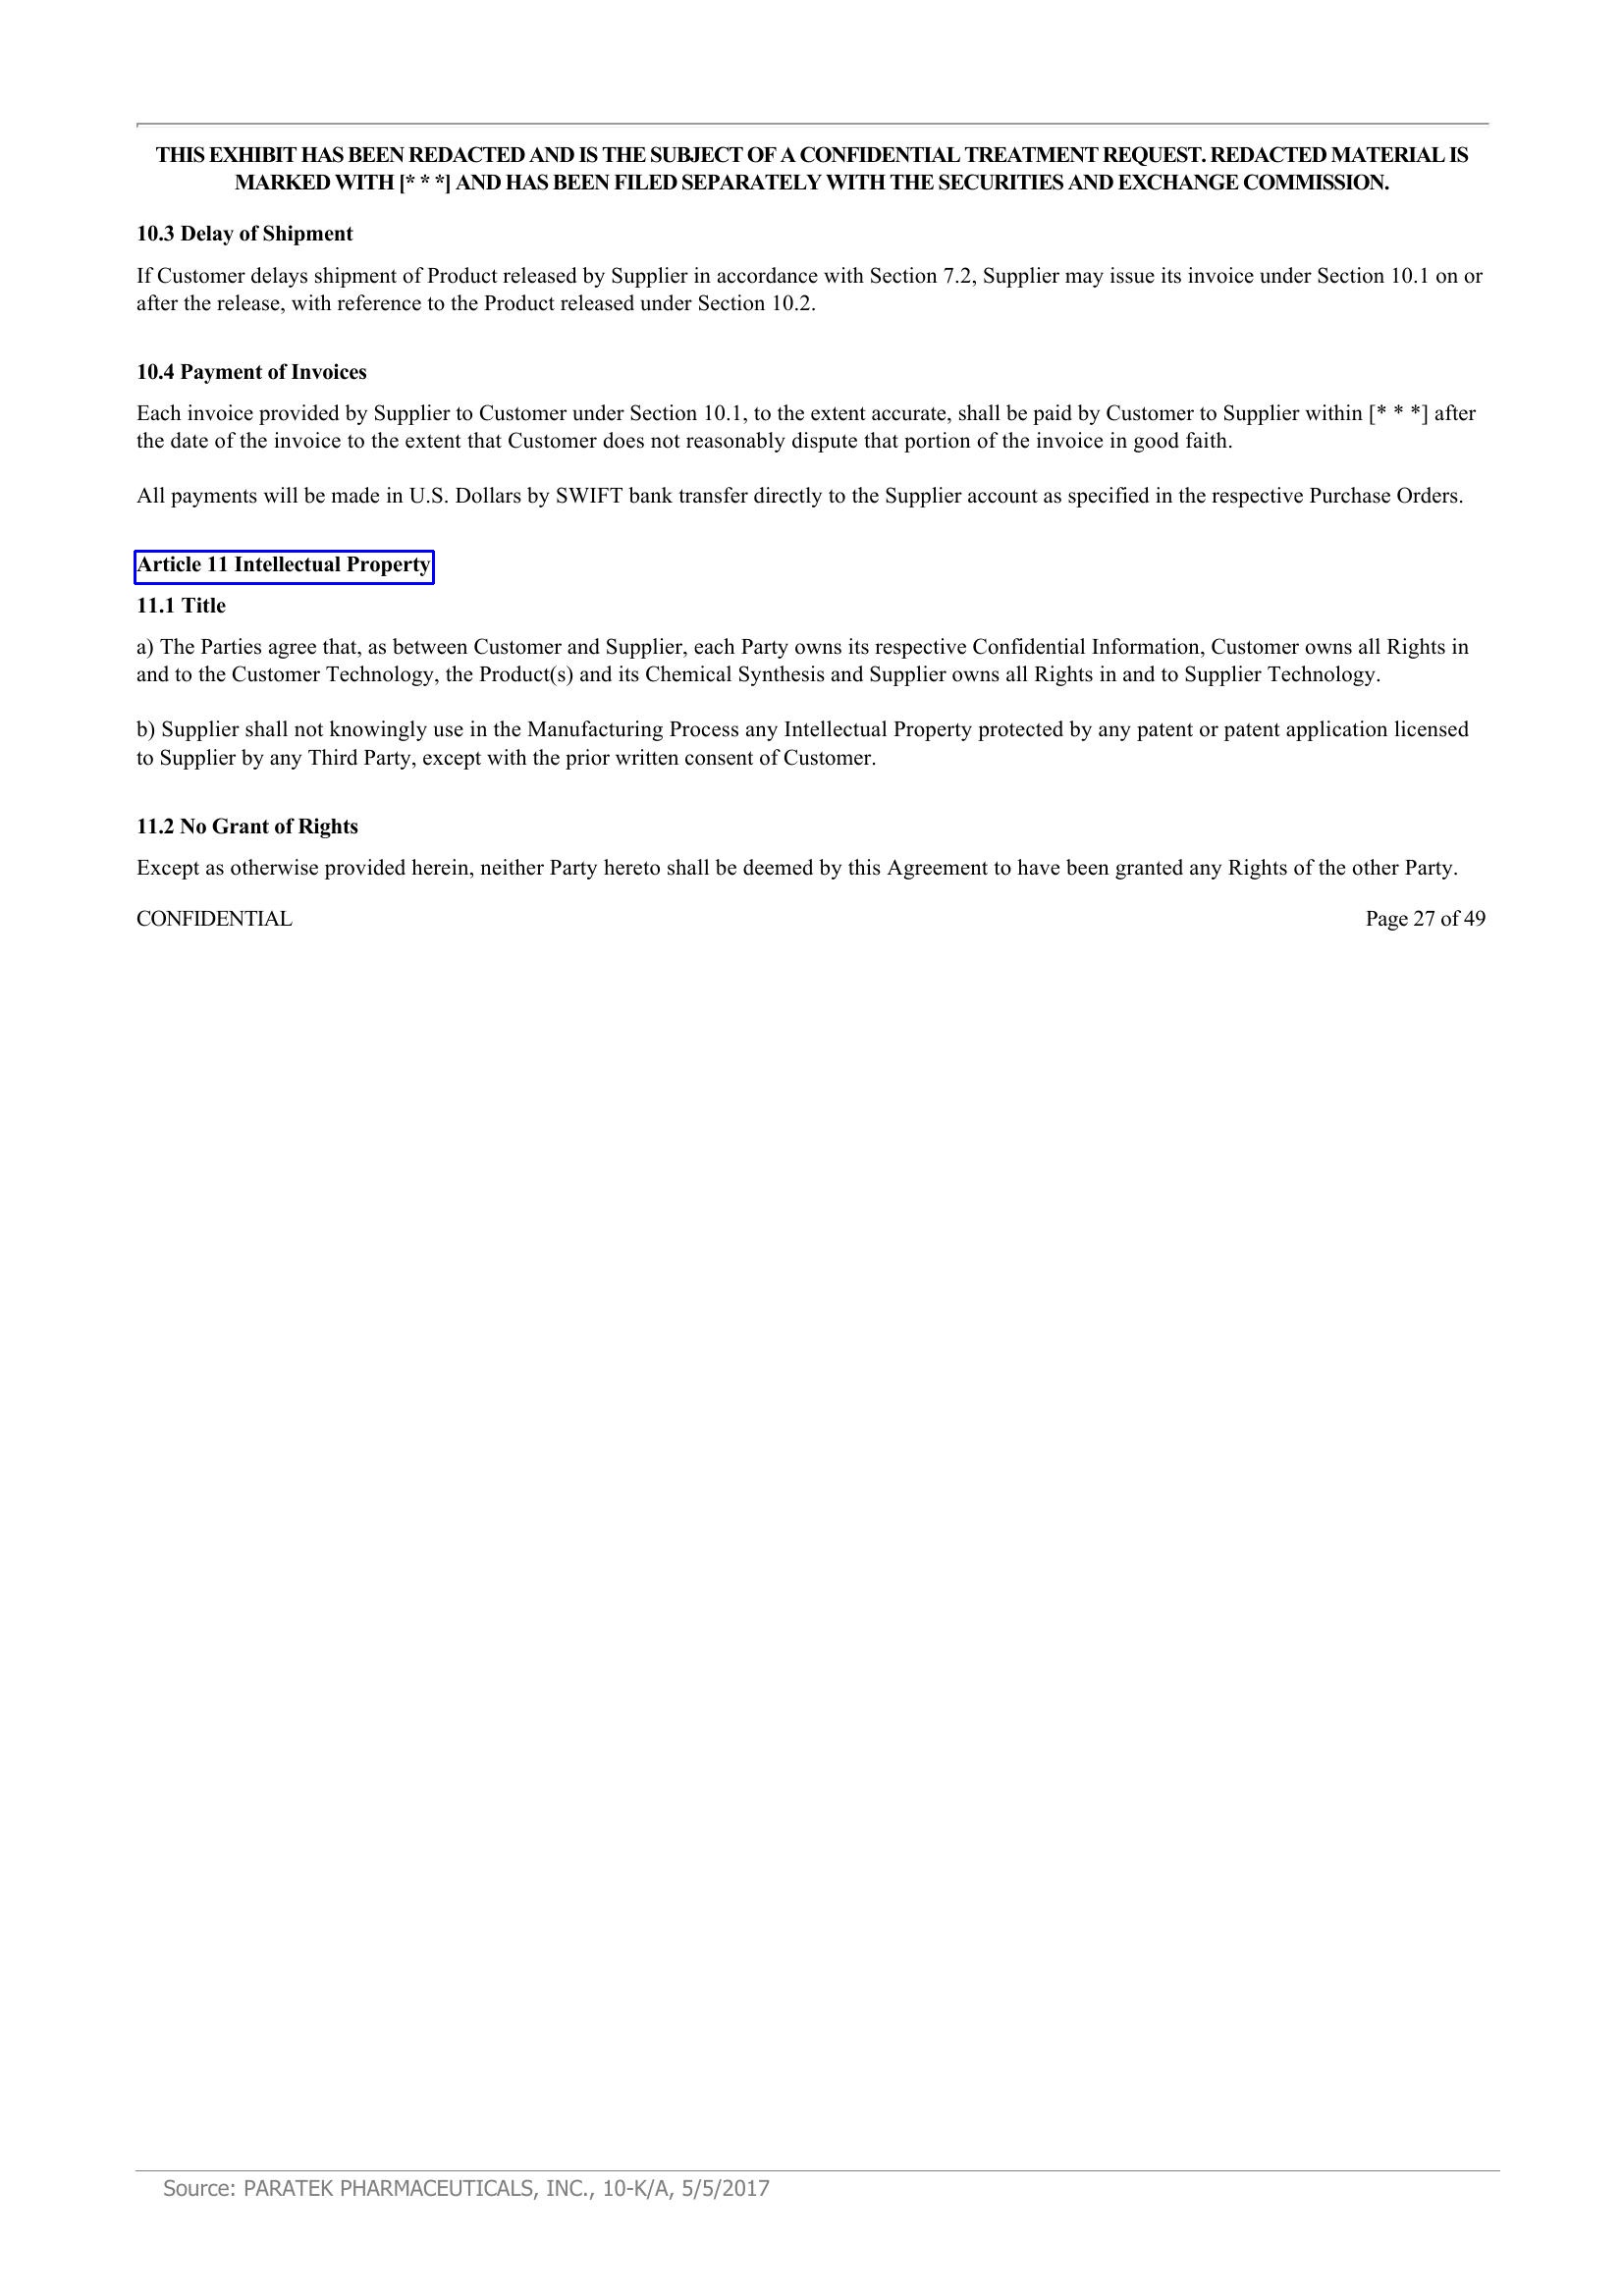 THIS EXHIBIT HAS BEEN REDACTED AND IS THE SUBJECT OF A CONFIDENTIAL TREATMENT REQUEST. REDACTED MATERIAL IS
MARKED WITH [* * *] AND HAS BEEN FILED SEPARATELY WITH THE SECURITIES AND EXCHANGE COMMISSION.
10.3 Delay of Shipment
If Customer delays shipment of Product released by Supplier in accordance with Section 7.2, Supplier may issue its invoice under Section 10.1 on or
after the release, with reference to the Product released under Section 10.2.
10.4 Payment of Invoices
Each invoice provided by Supplier to Customer under Section 10.1, to the extent accurate, shall be paid by Customer to Supplier within [* * *] after
the date of the invoice to the extent that Customer does not reasonably dispute that portion of the invoice in good faith.
All payments will be made in U.S. Dollars by SWIFT bank transfer directly to the Supplier account as specified in the respective Purchase Orders.
Article 11 Intellectual Property
11.1 Title
a) The Parties agree that, as between Customer and Supplier, each Party owns its respective Confidential Information, Customer owns all Rights in
and to the Customer Technology, the Product(s) and its Chemical Synthesis and Supplier owns all Rights in and to Supplier Technology.
b) Supplier shall not knowingly use in the Manufacturing Process any Intellectual Property protected by any patent or patent application licensed
to Supplier by any Third Party, except with the prior written consent of Customer.
11.2 No Grant of Rights
Except as otherwise provided herein, neither Party hereto shall be deemed by this Agreement to have been granted any Rights of the other Party.
CONFIDENTIAL Page 27 of 49
Source: PARATEK PHARMACEUTICALS, INC., 10-K/A, 5/5/2017